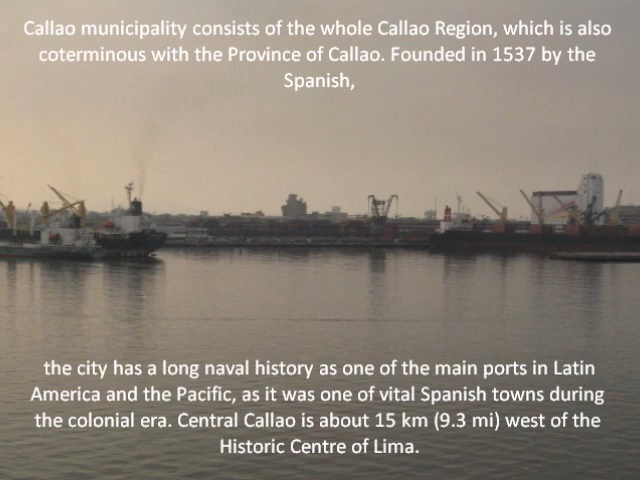 Callao municipality consists of the whole Callao Region, which is also
coterminous with the Province of Callao. Founded in 1537 by the
Spanish,
the city has a long naval history as one of the main ports in Latin
America and the Pacific, as it was one of vital Spanish towns during
the colonial era. Central Callao is about 15 km (9.3 mi) west of the
Historic Centre of Lima.